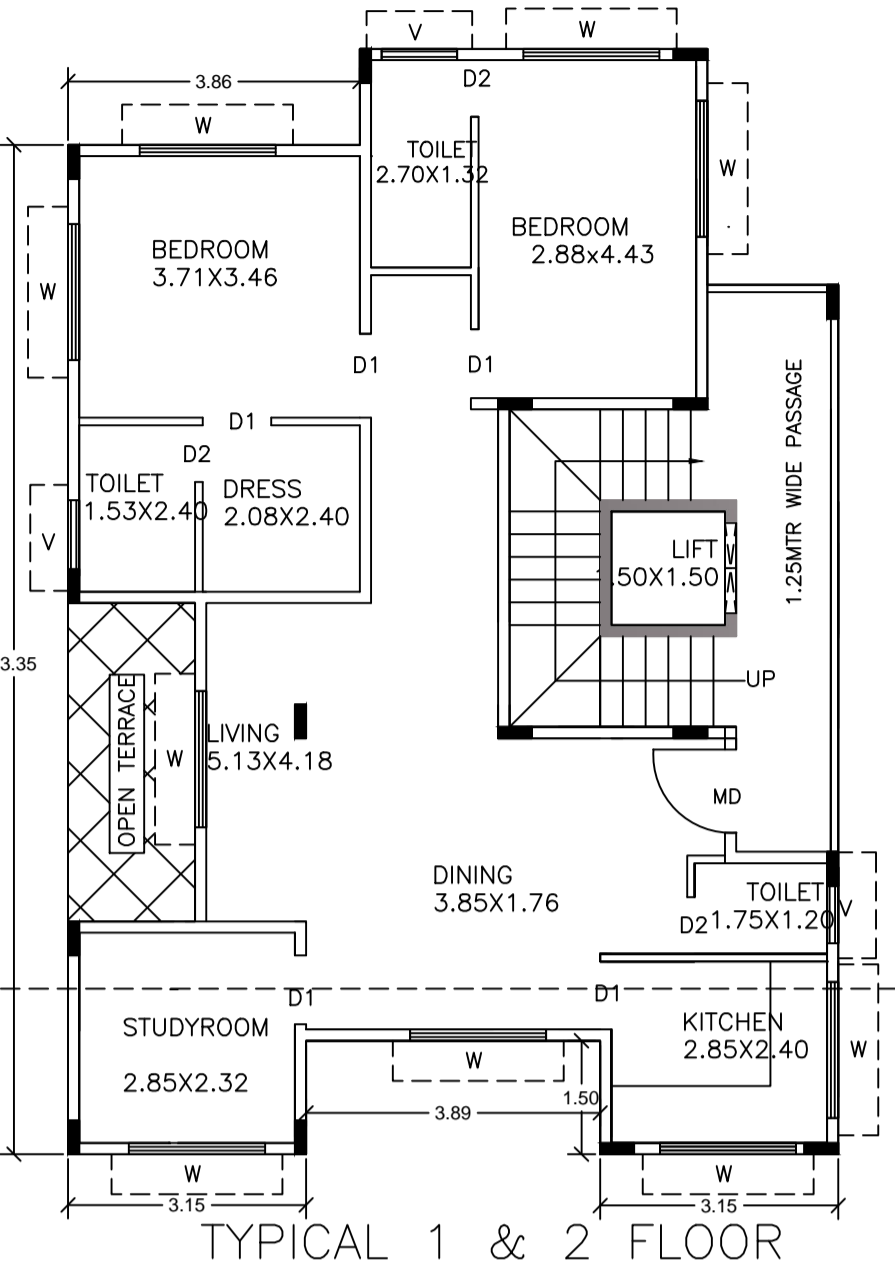 V
W
D2
3.86
W
TOILET
2.70X1.32
W
BEDROOM
2.88x4.43
BEDROOM
3.71X3.46
W
D1
D1
1.25MTR WIDE PASSAGE
D1
D2
TOILET
1.53X2.40
DRESS
2.08X2.40
V
LIFT
.50X1.50
3.35
UP
OPEN TERRACE
W
LIVING
5.13X4.18
MD
DINING
3.85X1.76
TOILET
1.75X1.20
V
D2
D1
D1
STUDYROOM
2.85X2.32
KITCHEN
2.85X2.40
W
W
1.50
3.89
W
W
3.15
3.15
TYPICAL 1 & 2 FLOOR